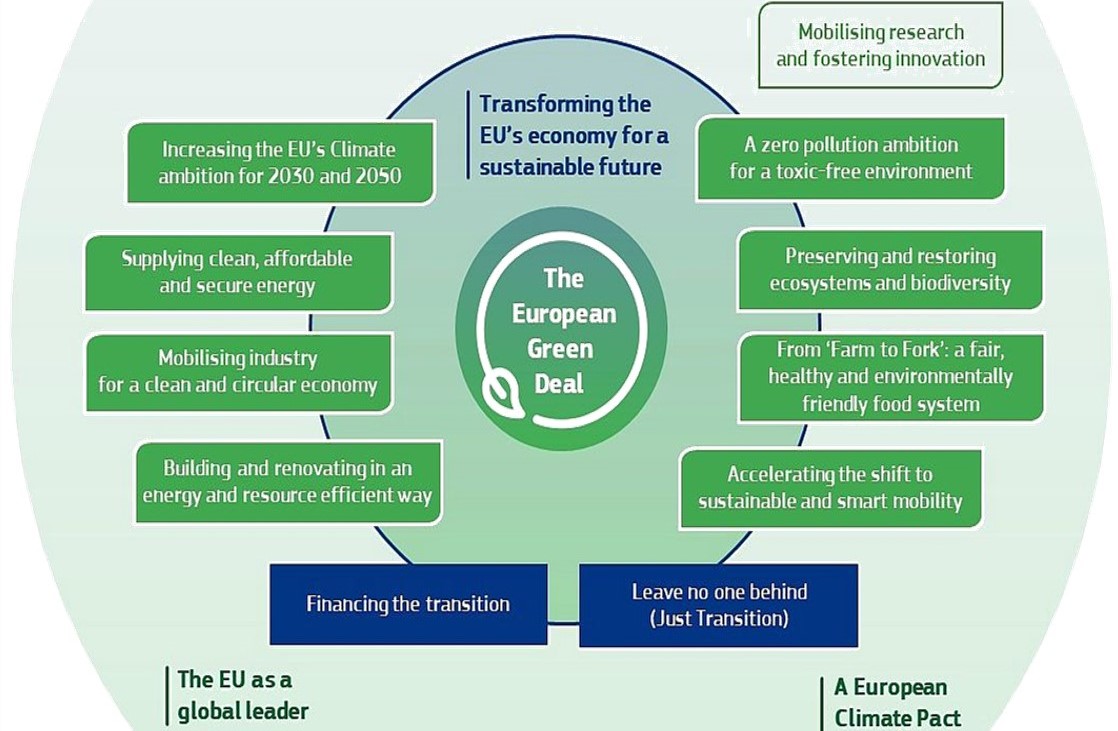 Mobilising research
and fostering innovation
Transforming the
EU's economy for a
sustainable future
Increasing the EU's Climate
ambition for 2030 and 2050
A zero pollution ambition
for a toxic-free environment
Supplying clean, affordable
and secure energy
Preserving and restoring
ecosystems and biodiversity
The
European
Green
Deal
Mobilising industry
for a clean and circular economy
From ‘Farm to Fork’: a fair,
healthy and environmentally
friendly food system
Building and renovating in an
energy and resource efficient way
Accelerating the shift to
sustainable and smart mobility
Financing the transition
Leave no one behind
(Just Transition)
The EU as a
global leader
A European
Climate Pact